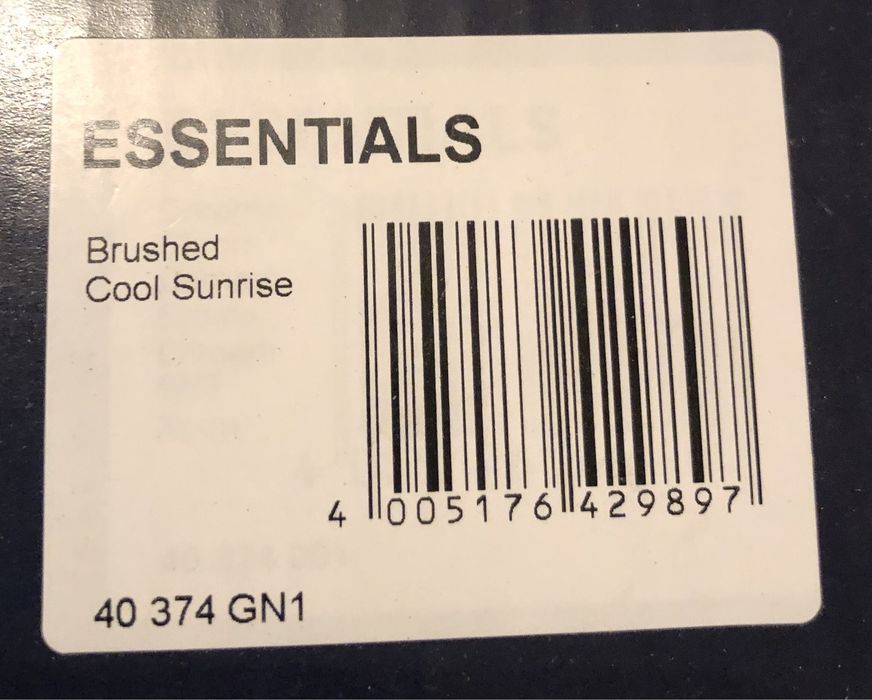 ESSENTIALS
Brushed
Cool Sunrise
4 005176 429897
40 374 GN1